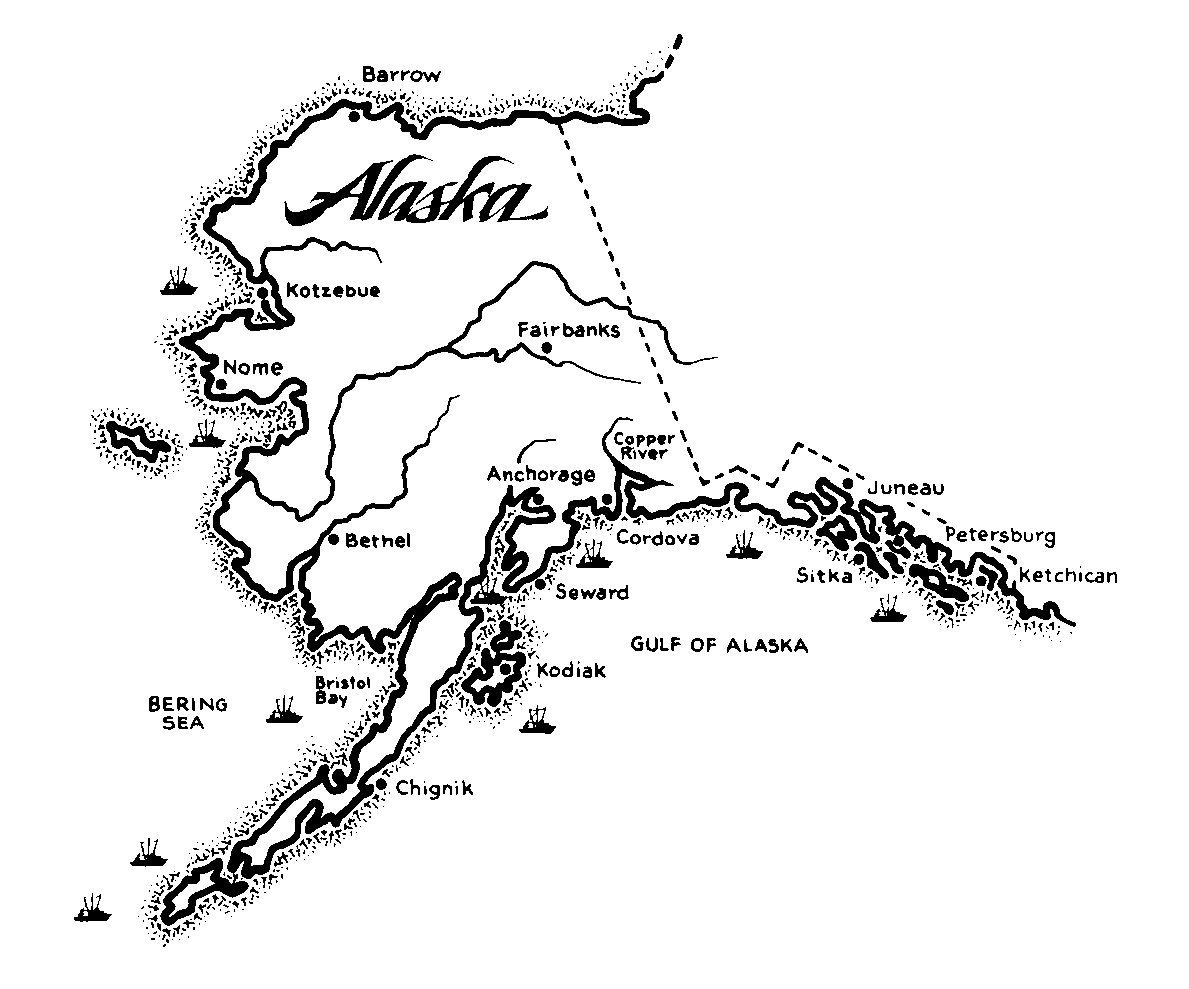 Barrow
Alaska
Kotzebue
Fairbanks
Nome
Copper
River
Anchorage
Juneau
Cordova
Petersburg
Bethel
Sitka
Ketchican
Seward
GULF OF ALASKA
Kodiak
Bristol
Bay
BERING
SEA
Chignik